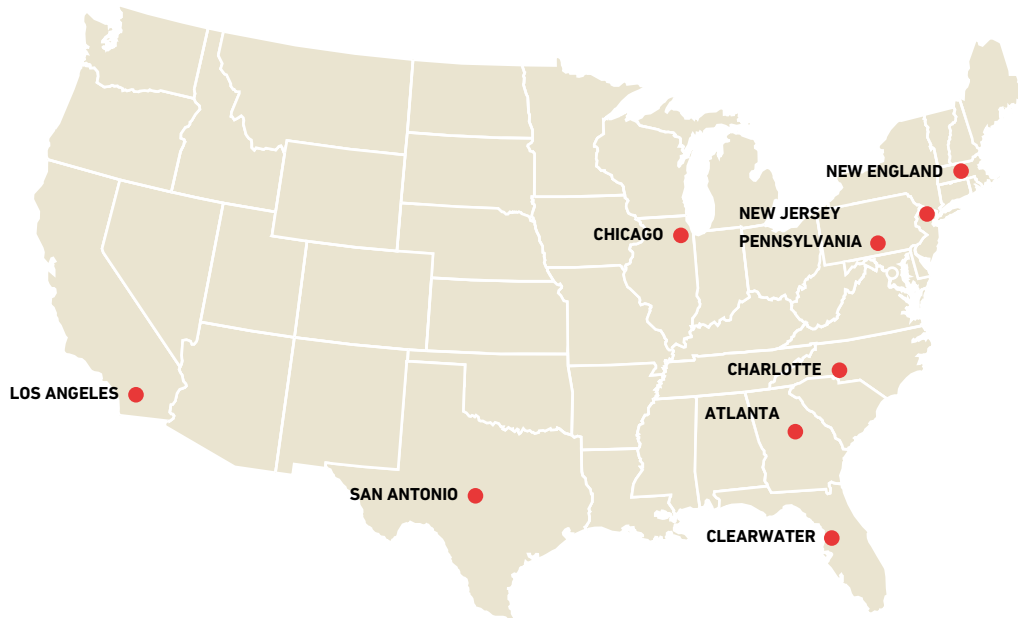 NEW ENGLAND
NEW JERSEY
CHICAGO
PENNSYLVANIA
CHARLOTTE
LOS ANGELES
ATLANTA
SAN ANTONIO
CLEARWATER